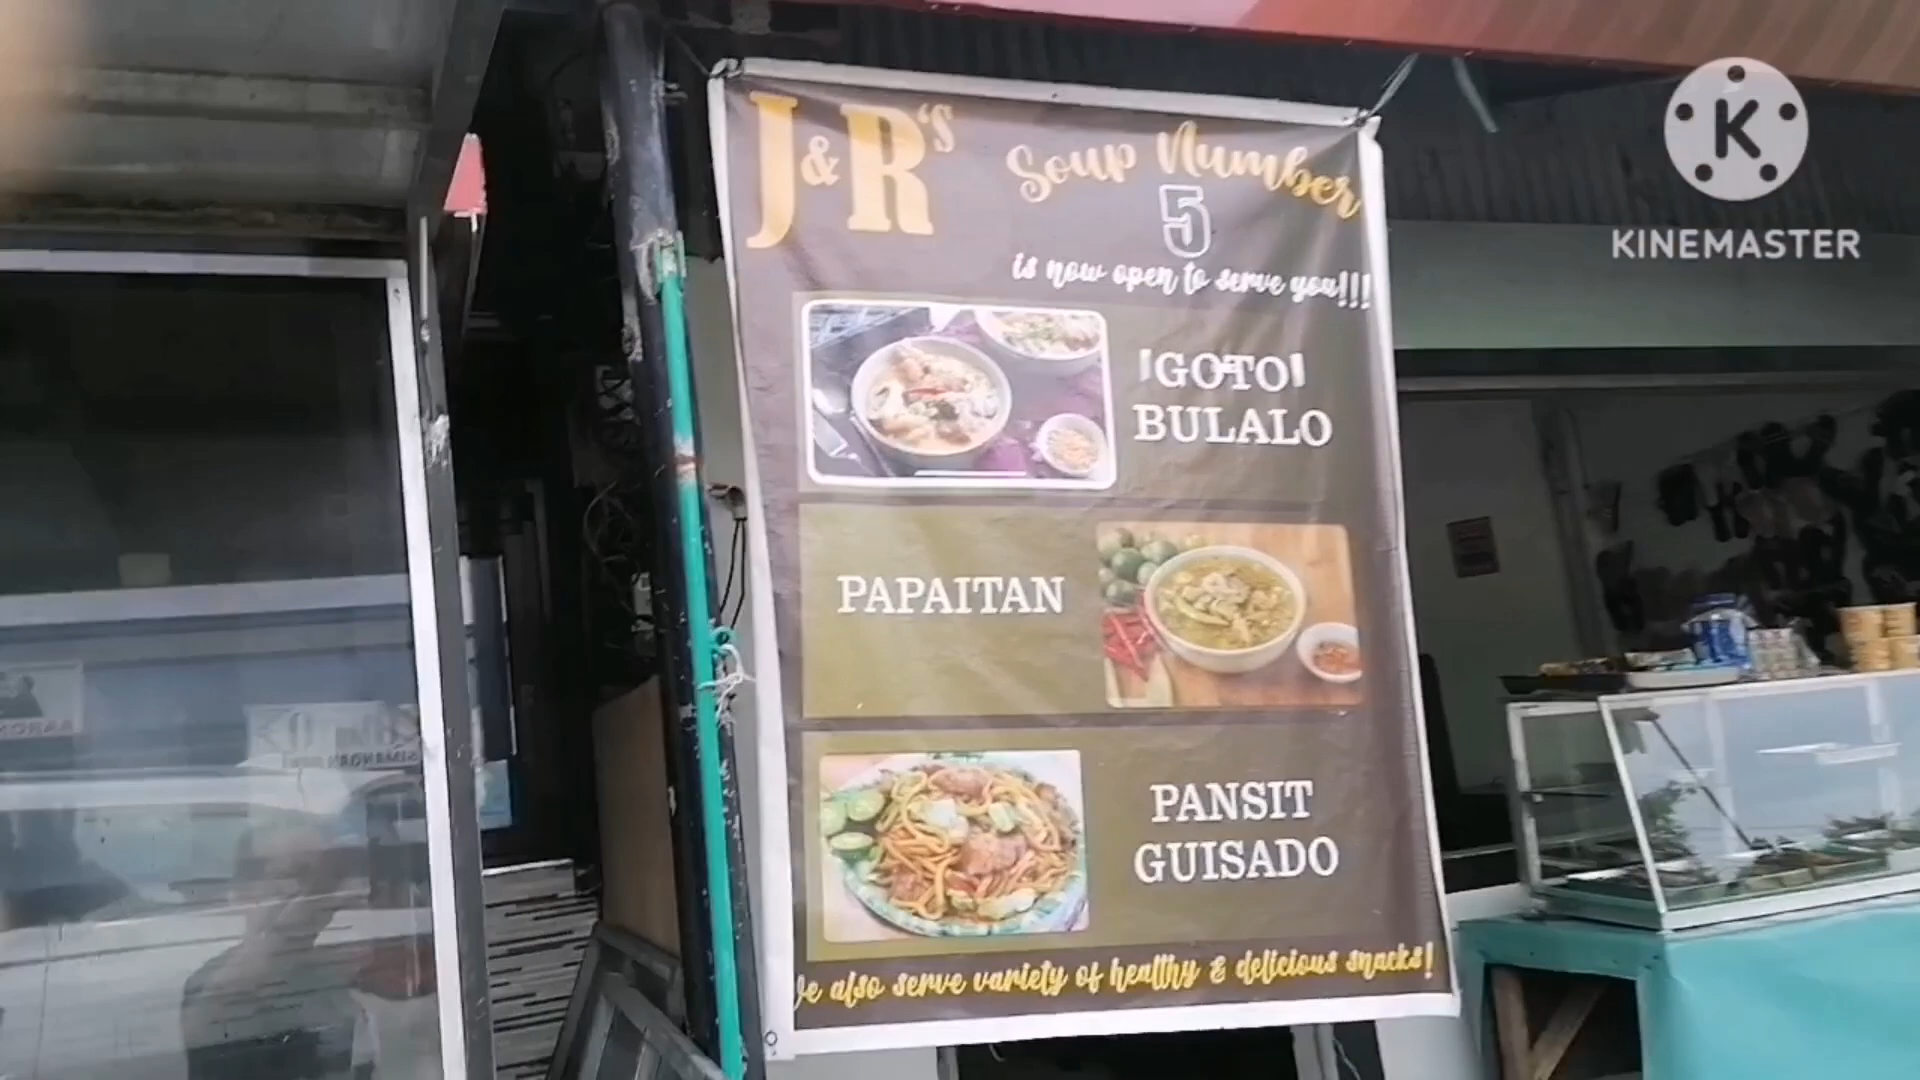 J&R'S
Soup Number
5
is now open to serve you!!!
GOTO
BULALO
PAPAITAN
PANSIT
GUISADO
We also serve variety of healthy & delicious snacks!
K
KINEMASTER